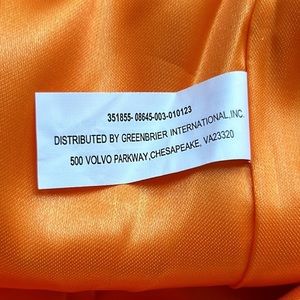 351855- 08645-003-010123
DISTRIBUTED BY GREENBRIER INTERNATIONAL,INC.
500 VOLVO PARKWAY,CHESAPEAKE, VA23320